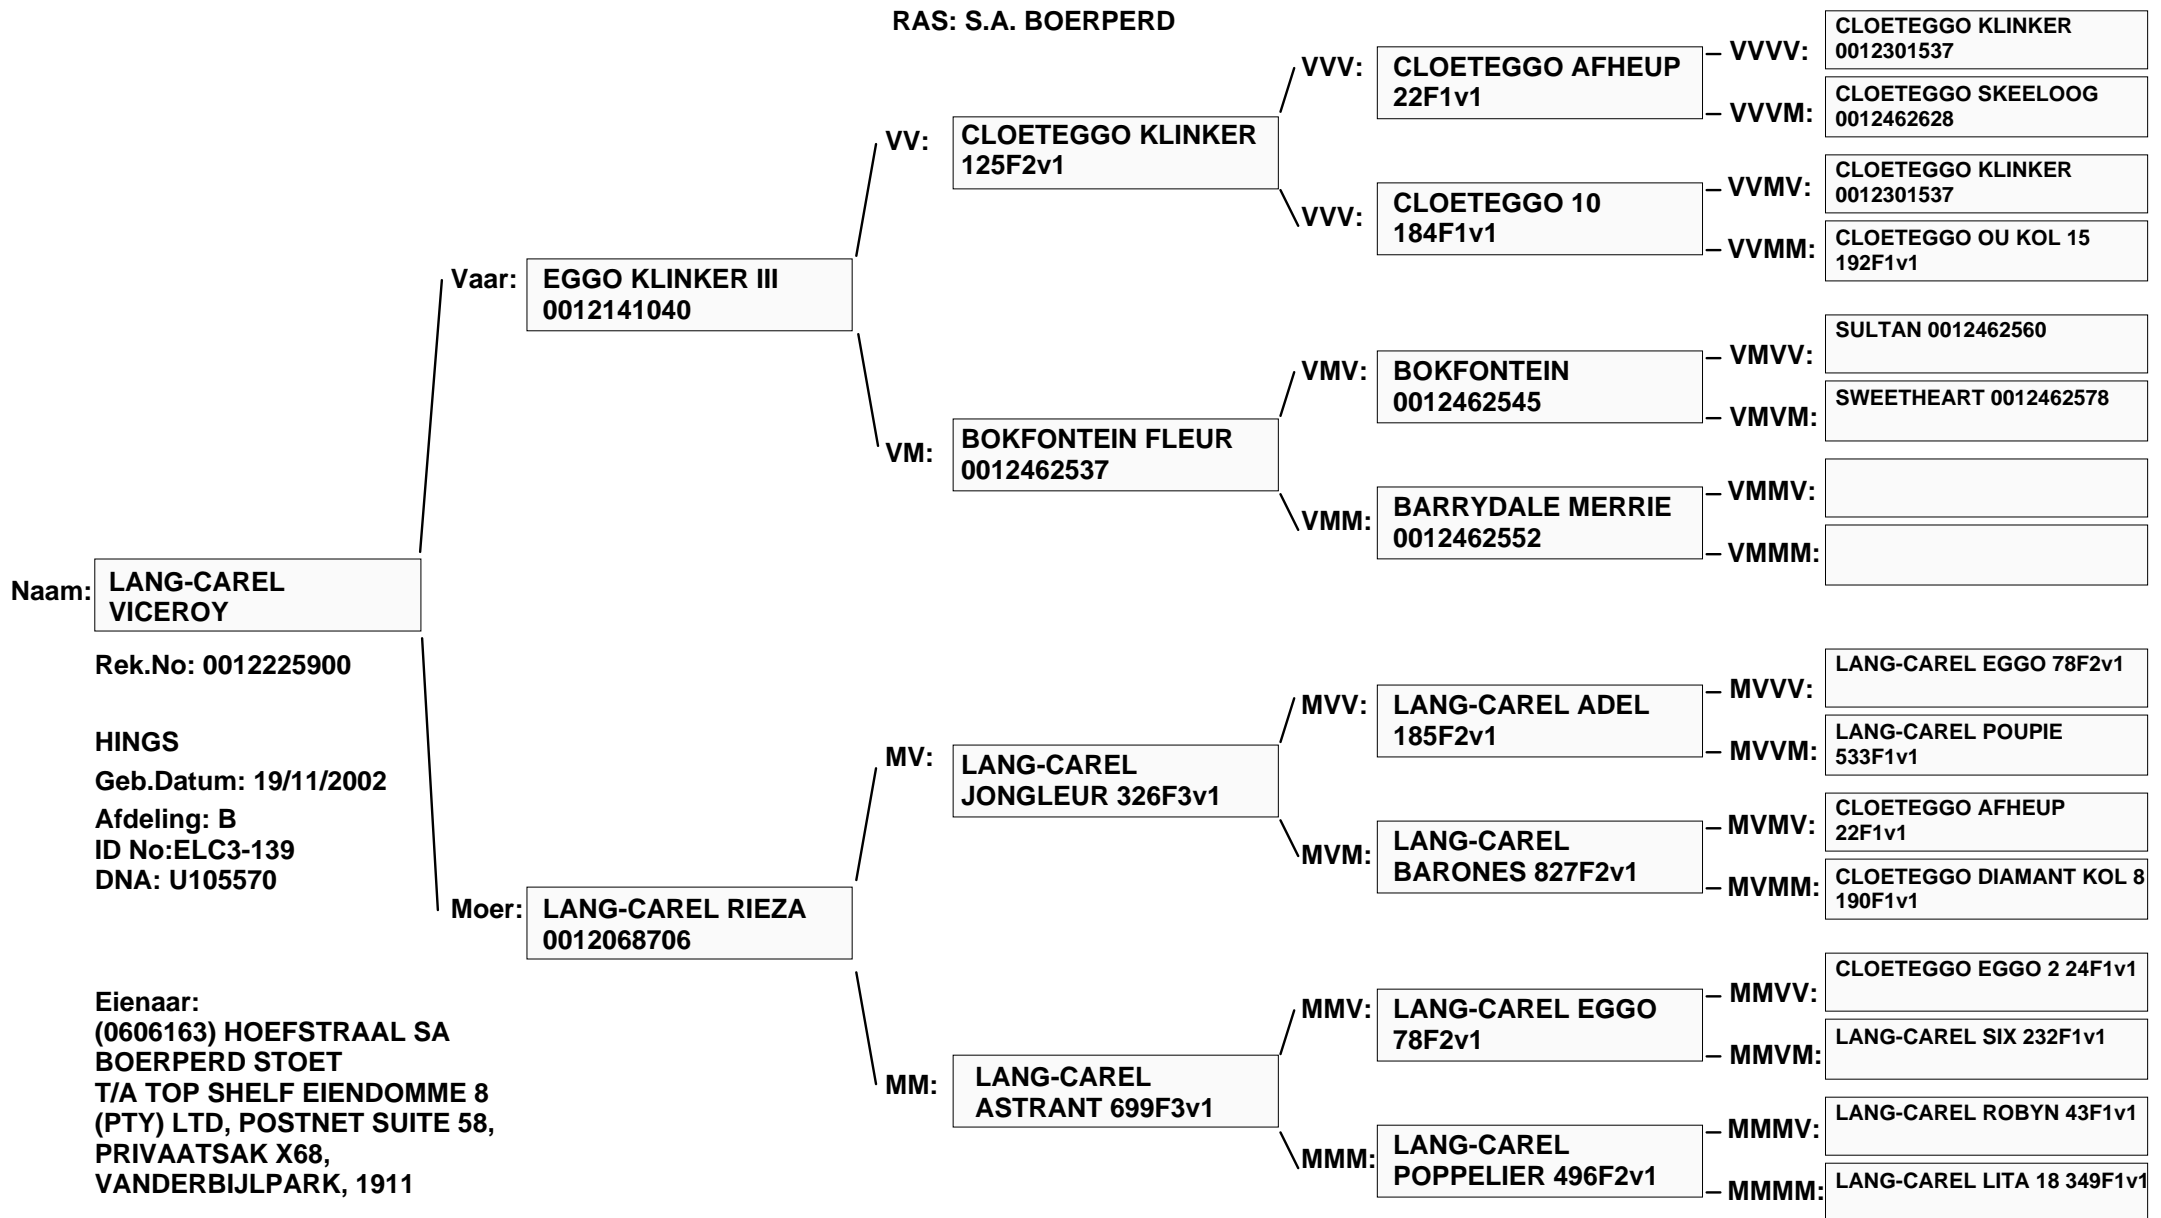 RAS: S.A. BOERPERD
Naam:
LANG-CAREL
VICEROY
Rek.No: 0012225900
HINGS
Geb.Datum: 19/11/2002
Afdeling: B
ID No:ELC3-139
DNA: U105570
Eienaar:
(0606163) HOEFSTRAAL SA
BOERPERD STOET
T/A TOP SHELF EIENDOMME 8
(PTY) LTD, POSTNET SUITE 58,
PRIVAATSAK X68,
VANDERBIJLPARK, 1911
Vaar:
EGGO KLINKER III
0012141040
Moer:
LANG-CAREL RIEZA
0012068706
VV:
CLOETEGGO KLINKER
125F2v1
VM:
BOKFONTEIN FLEUR
0012462537
MV:
LANG-CAREL
JONGLEUR 326F3v1
MM:
LANG-CAREL
ASTRANT 699F3v1
VVV:
CLOETEGGO AFHEUP
22F1v1
VVV:
CLOETEGGO 10
184F1v1
VMV:
BOKFONTEIN
0012462545
VMM:
BARRYDALE MERRIE
0012462552
MVV:
LANG-CAREL ADEL
185F2v1
MVM:
LANG-CAREL
BARONES 827F2v1
MMV:
LANG-CAREL EGGO
78F2v1
MMM:
LANG-CAREL
POPPELIER 496F2v1
VVVV:
CLOETEGGO KLINKER
0012301537
VVVM:
CLOETEGGO SKEELOOG
0012462628
VVMV:
CLOETEGGO KLINKER
0012301537
VVMM:
CLOETEGGO OU KOL 15
192F1v1
VMVV:
SULTAN 0012462560
VMVM:
SWEETHEART 0012462578
VMMV:
VMMM:
MVVV:
LANG-CAREL EGGO 78F2v1
MVVM:
LANG-CAREL POUPIE
533F1v1
MVMV:
CLOETEGGO AFHEUP
22F1v1
MVMM:
CLOETEGGO DIAMANT KOL 8
190F1v1
MMVV:
CLOETEGGO EGGO 2 24F1v1
MMVM:
LANG-CAREL SIX 232F1v1
MMMV:
LANG-CAREL ROBYN 43F1v1
MMMM:
LANG-CAREL LITA 18 349F1v1